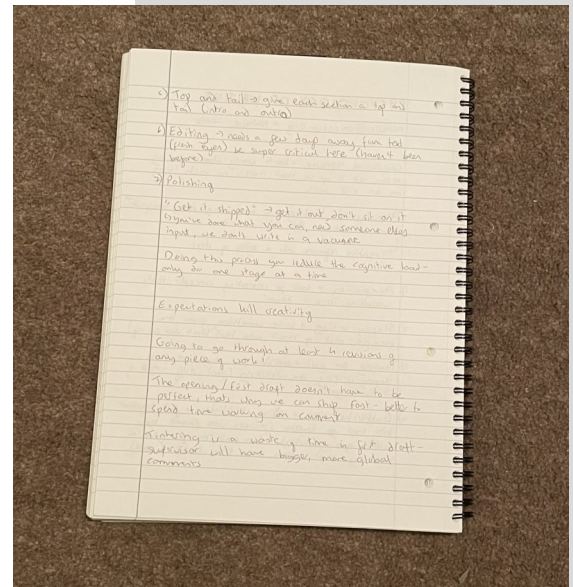 5) Top and tail → give each section a top and
tail (intro and outro)
6) Editing → needs a few days away from text
(fresh eyes) be super critical here (haven't been
before)
7) Polishing
"Get it shipped" → get it out, don't sit on it
you've done what you can, need someone elses
input, we don't write in a vacuum
Doing this process you reduce the cognitive load -
only do one stage at a time
Expectations kill creativity
Going to go through at least 4 revisions of
any piece of work!
The opening/first draft doesn't have to be
perfect, thats why we can ship fast - better to
spend time working on comment
Tinkering is a waste of time in first draft -
supervisor will have bigger, more global
comments